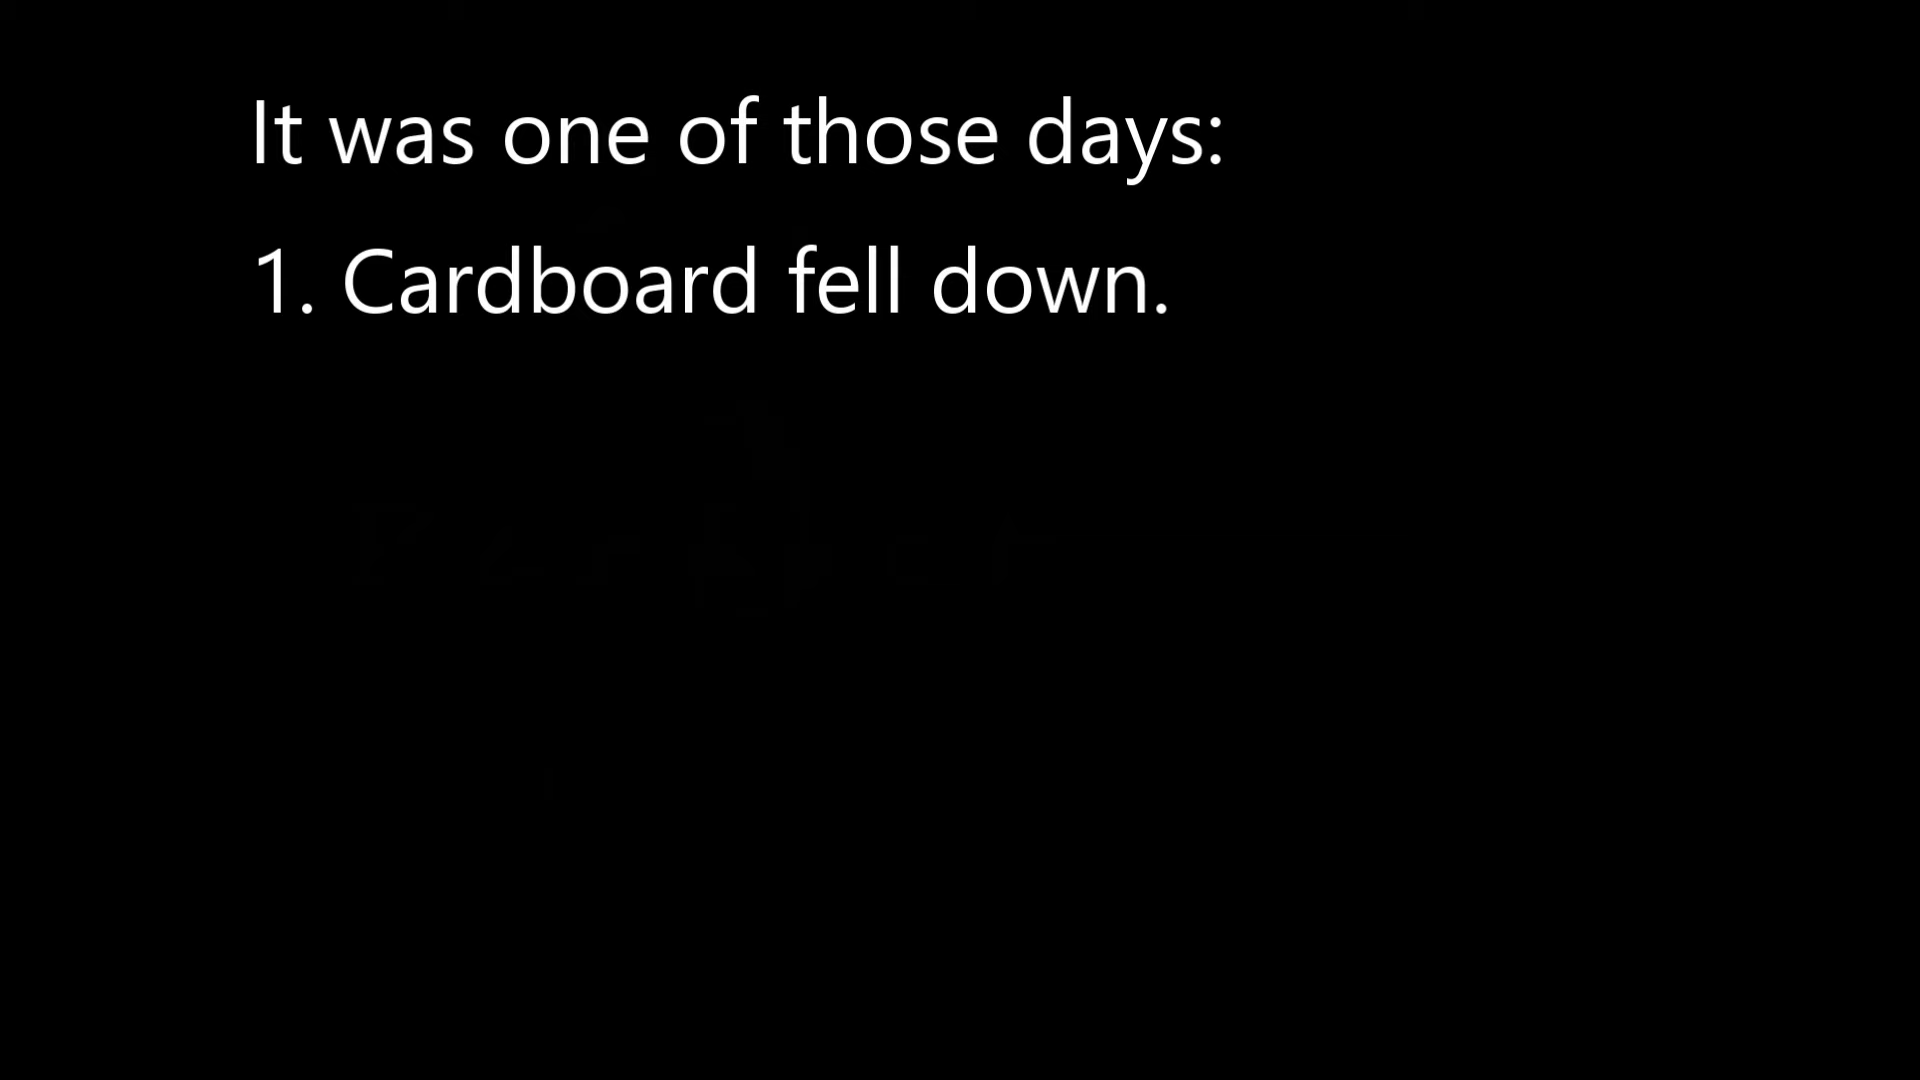 It was one of those days:
1. Cardboard fell down.